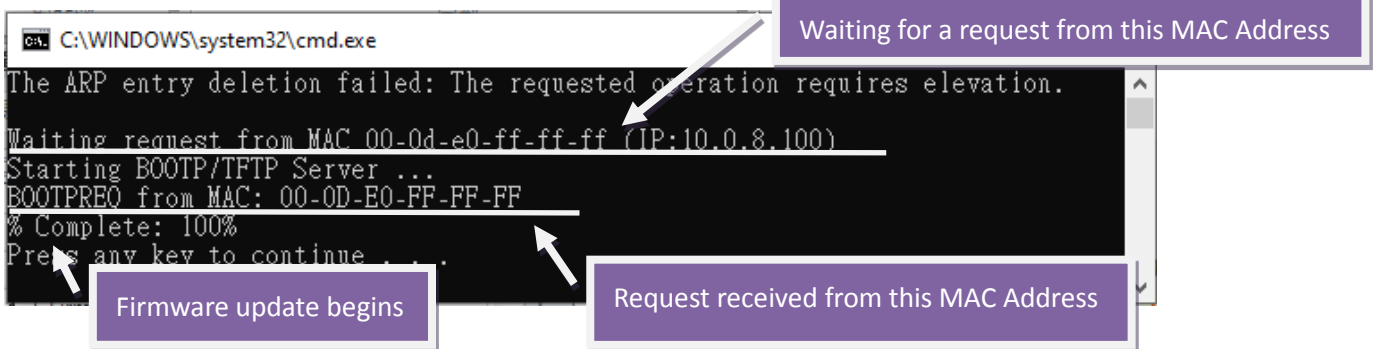 Waiting for a request from this MAC Address
C:\WINDOWS\system32\cmd.exe
The ARP entry deletion failed: The requested operation requires elevation.
Waiting request from MAC 00-0d-e0-ff-ff-ff (IP:10.0.8.100)
Starting BOOTP/TFTP Server ...
BOOTPREQ from MAC: 00-0D-E0-FF-FF-FF
% Complete: 100%
Press any key to continue . . .
Firmware update begins
Request received from this MAC Address